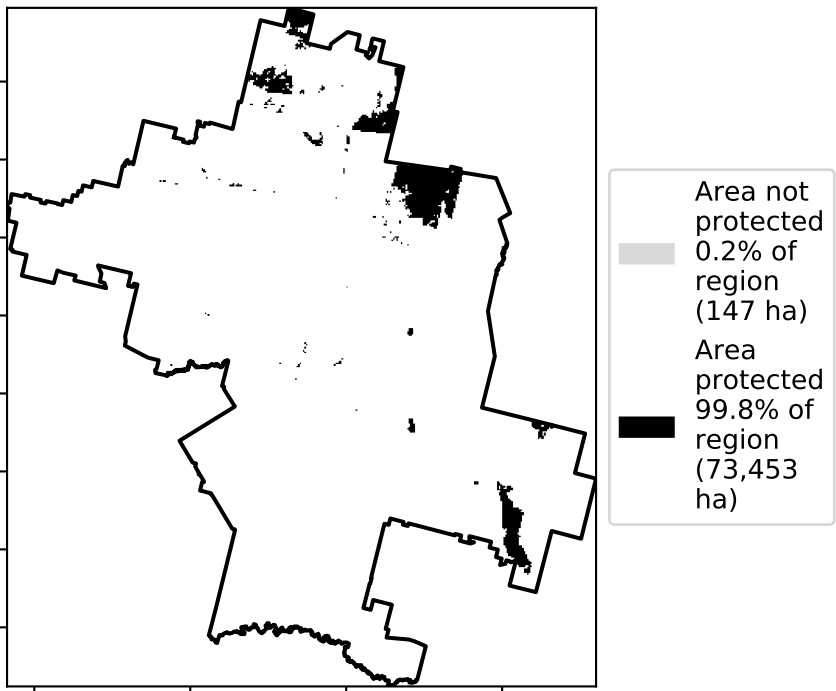 Area not
protected
0.2% of
region
(147 ha)
Area
protected
99.8% of
region
(73,453
ha)